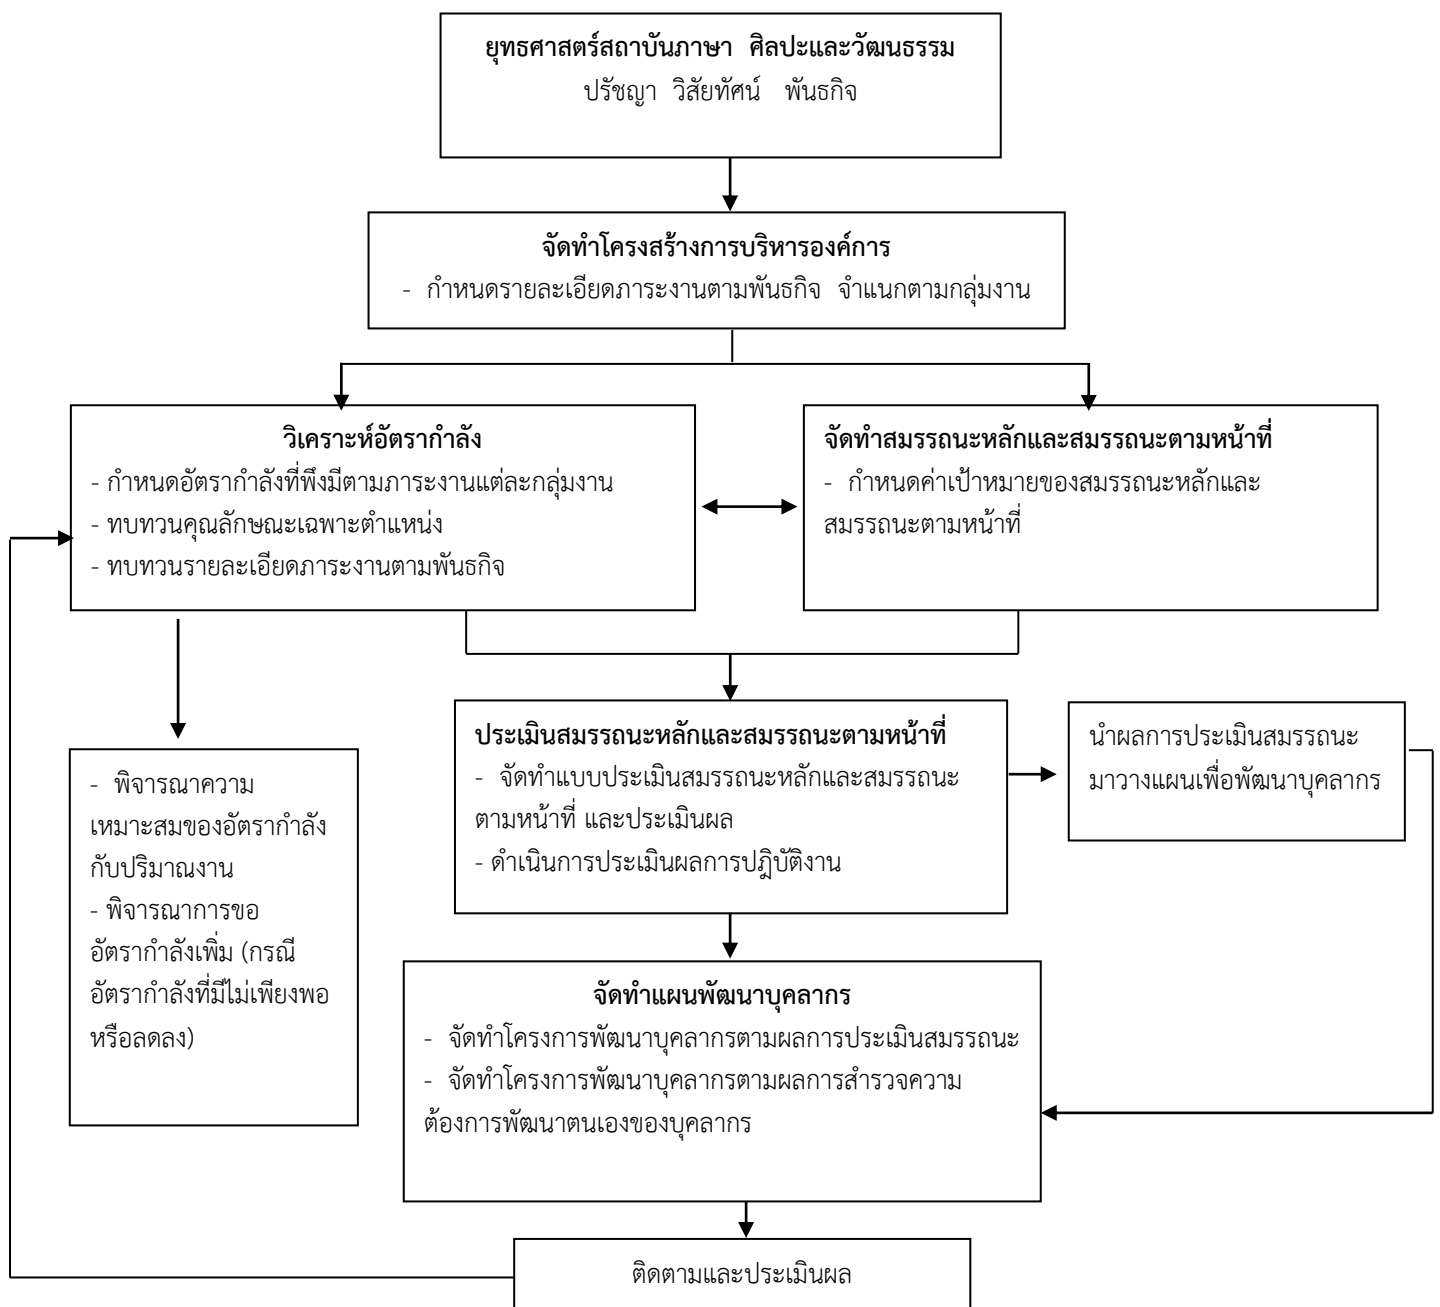 ยุทธศาสตร์สถาบันภาษา ศิลปะและวัฒนธรรม
ปรัชญา วิสัยทัศน์ พันธกิจ
จัดทำโครงสร้างการบริหารองค์การ
- กำหนดรายละเอียดภาระงานตามพันธกิจ จำแนกตามกลุ่มงาน
วิเคราะห์อัตรากำลัง
- กำหนดอัตรากำลังที่พึงมีตามภาระงานแต่ละกลุ่มงาน
- ทบทวนคุณลักษณะเฉพาะตำแหน่ง
- ทบทวนรายละเอียดภาระงานตามพันธกิจ
จัดทำสมรรถนะหลักและสมรรถนะตามหน้าที่
- กำหนดค่าเป้าหมายของสมรรถนะหลักและ
สมรรถนะตามหน้าที่
- พิจารณาความ
เหมาะสมของอัตรากำลัง
กับปริมาณงาน
- พิจารณาการขอ
อัตรากำลังเพิ่ม (กรณี
อัตรากำลังที่มีไม่เพียงพอ
หรือลดลง)
ประเมินสมรรถนะหลักและสมรรถนะตามหน้าที่
- จัดทำแบบประเมินสมรรถนะหลักและสมรรถนะ
ตามหน้าที่ และประเมินผล
- ดำเนินการประเมินผลการปฏิบัติงาน
นำผลการประเมินสมรรถนะ
มาวางแผนเพื่อพัฒนาบุคลากร
จัดทำแผนพัฒนาบุคลากร
- จัดทำโครงการพัฒนาบุคลากรตามผลการประเมินสมรรถนะ
- จัดทำโครงการพัฒนาบุคลากรตามผลการสำรวจความ
ต้องการพัฒนาตนเองของบุคลากร
ติดตามและประเมินผล